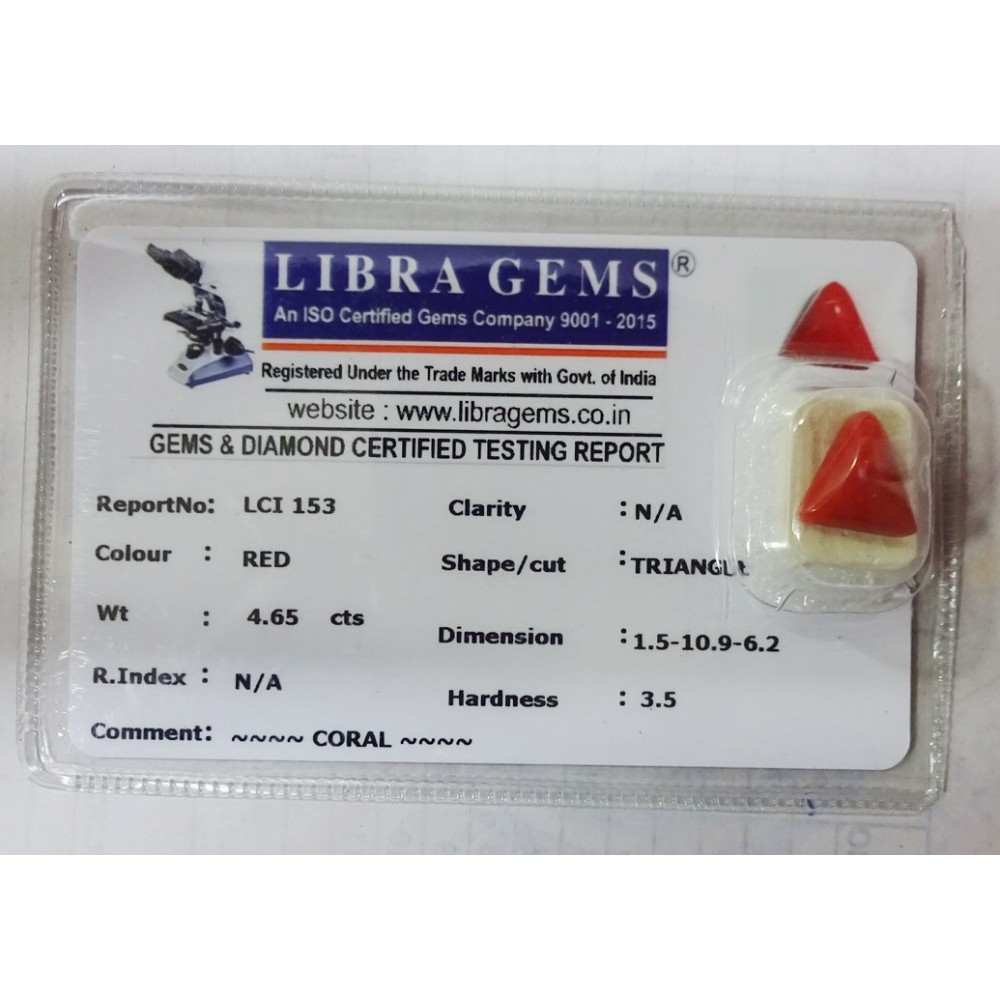 LIBRA GEMS ®
An ISO Certified Gems Company 9001 - 2015
Registered Under the Trade Marks with Govt. of India
website : www.libragems.co.in
GEMS & DIAMOND CERTIFIED TESTING REPORT
ReportNo: LCI 153 Clarity : N/A
Colour : RED Shape/cut :
Wt : 4.65 cts Dimension : 1.5-10.9-6.2
R.Index : N/A Hardness : 3.5
Comment: ~~~~ CORAL ~~~~